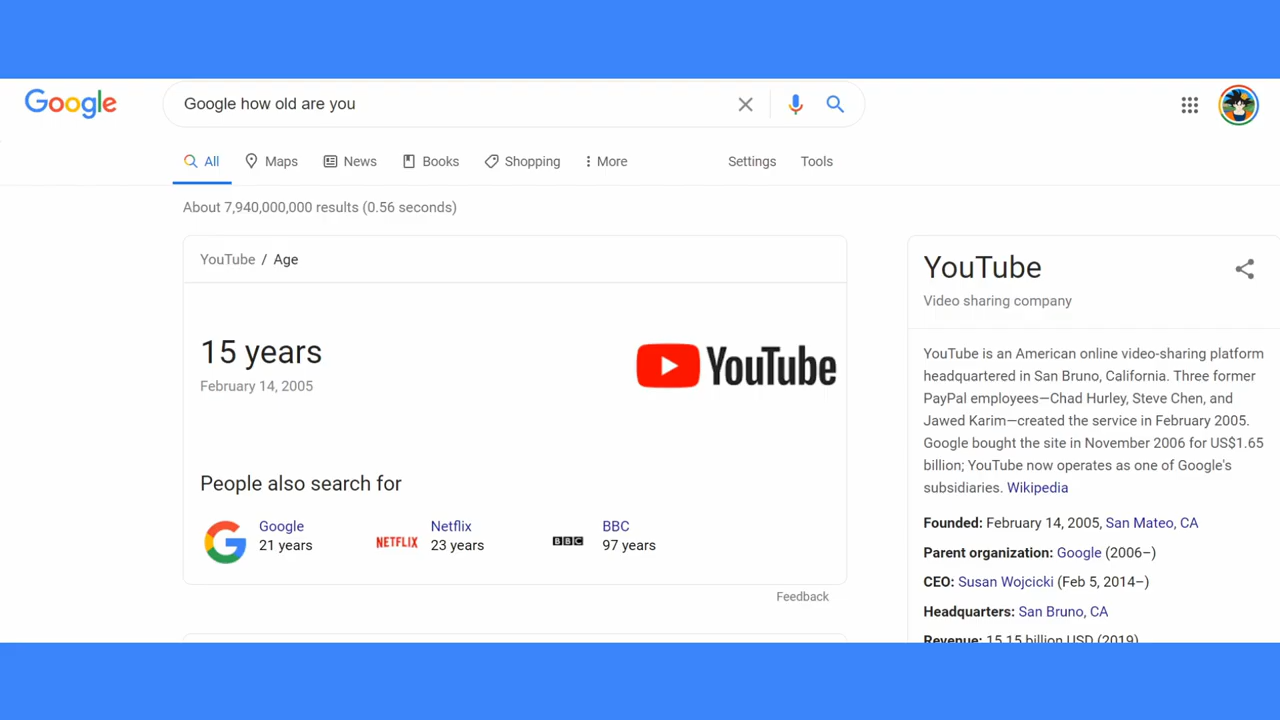 Google
Google how old are you
All
Maps
News
Books
Shopping
More
Settings
Tools
About 7,940,000,000 results (0.56 seconds)
YouTube / Age
15 years
February 14, 2005
YouTube
People also search for
Google
21 years
NETFLIX
Netflix
23 years
BBC
BBC
97 years
Feedback
YouTube
Video sharing company
YouTube is an American online video-sharing platform
headquartered in San Bruno, California. Three former
PayPal employees—Chad Hurley, Steve Chen, and
Jawed Karim—created the service in February 2005.
Google bought the site in November 2006 for US$1.65
billion; YouTube now operates as one of Google's
subsidiaries. Wikipedia
Founded: February 14, 2005, San Mateo, CA
Parent organization: Google (2006–)
CEO: Susan Wojcicki (Feb 5, 2014–)
Headquarters: San Bruno, CA
Revenue: 15.15 billion USD (2019)